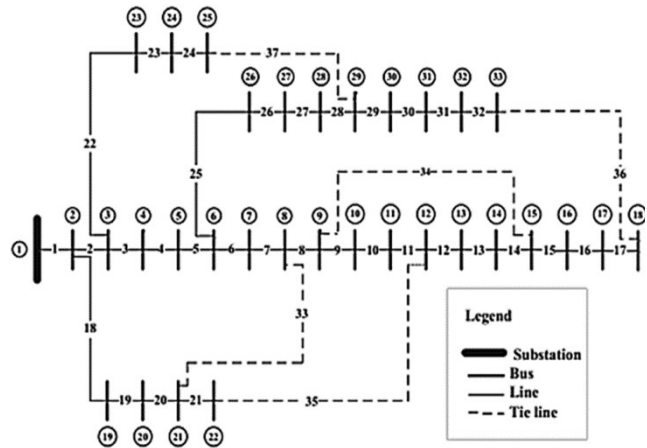 23 24 25
23 24 37
26 27 28 29 30 31 32 33
26 27 28 29 30 31 32
22
25
34
36
2 3 4 5 6 7 8 9 10 11 12 13 14 15 16 17 18
1
1 2 3 4 5 6 7 8 9 10 11 12 13 14 15 16 17
18
33
19 20 21 35
19 20 21 22
Legend
Substation
Bus
Line
Tie line